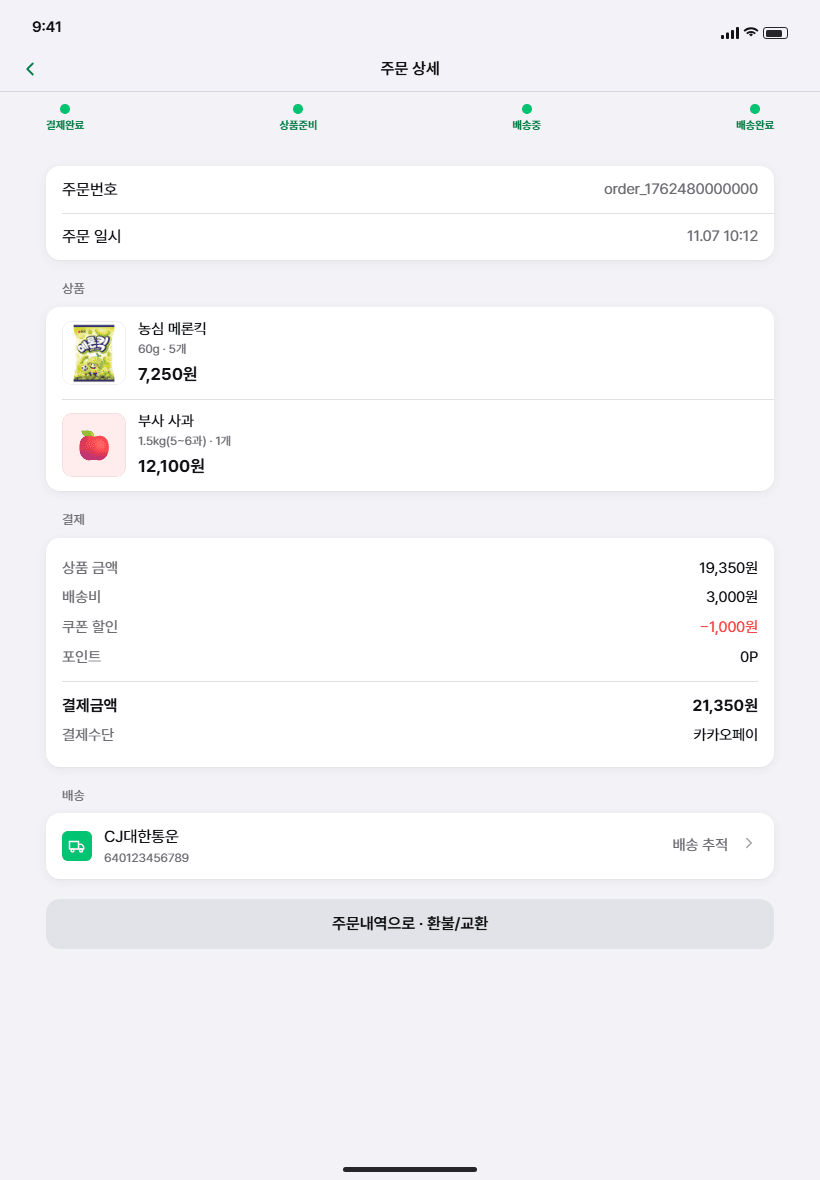 9:41
주문 상세
결제완료 상품준비 배송중 배송완료
주문번호 order_1762480000000
주문 일시 11.07 10:12
상품
메론킥
농심 메론킥
60g · 5개
7,250원
부사 사과
1.5kg(5~6과) · 1개
12,100원
결제
상품 금액 19,350원
배송비 3,000원
쿠폰 할인 −1,000원
포인트 0P
결제금액 21,350원
결제수단 카카오페이
배송
CJ대한통운
640123456789
배송 추적
주문내역으로 · 환불/교환